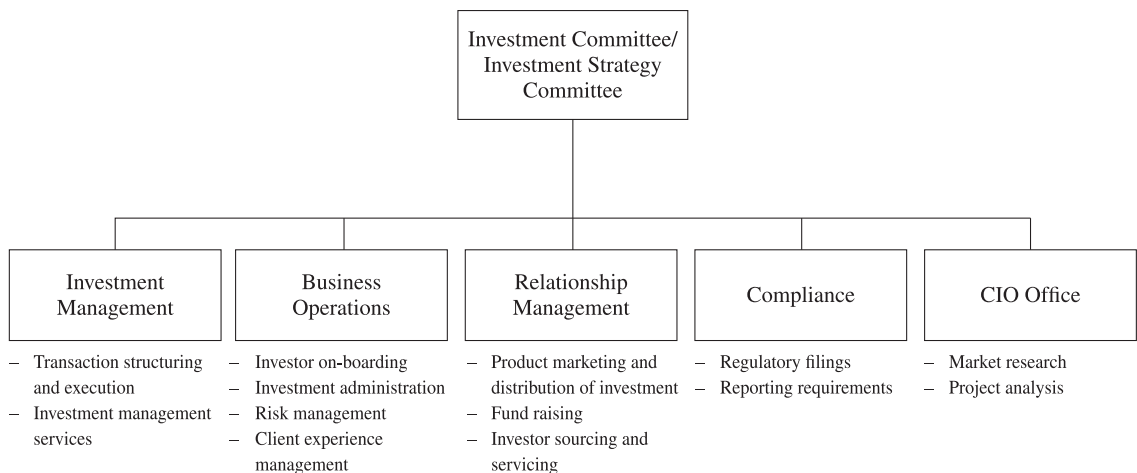 Investment Committee/
Investment Strategy
Committee
Investment
Management
– Transaction structuring
and execution
– Investment management
services
Business
Operations
– Investor on-boarding
– Investment administration
– Risk management
– Client experience
management
Relationship
Management
– Product marketing and
distribution of investment
– Fund raising
– Investor sourcing and
servicing
Compliance
– Regulatory filings
– Reporting requirements
CIO Office
– Market research
– Project analysis